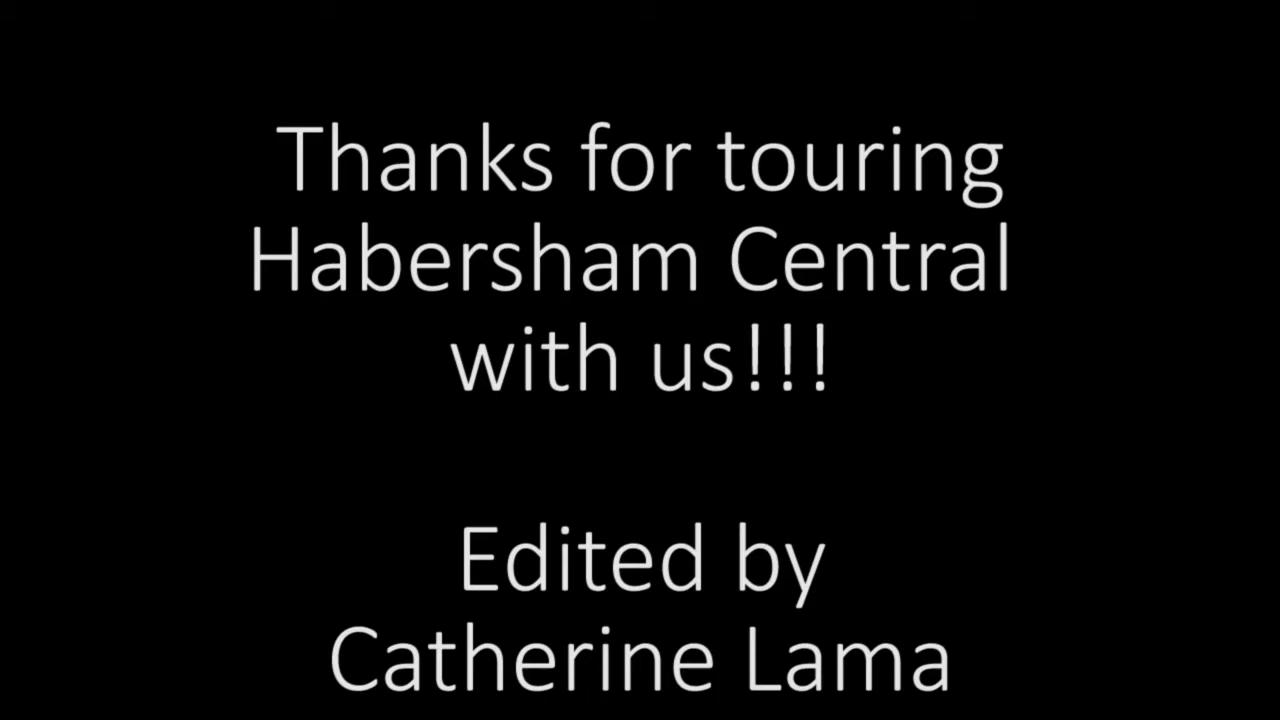 Thanks for touring
Habersham Central
with us!!!
Edited by
Catherine Lama